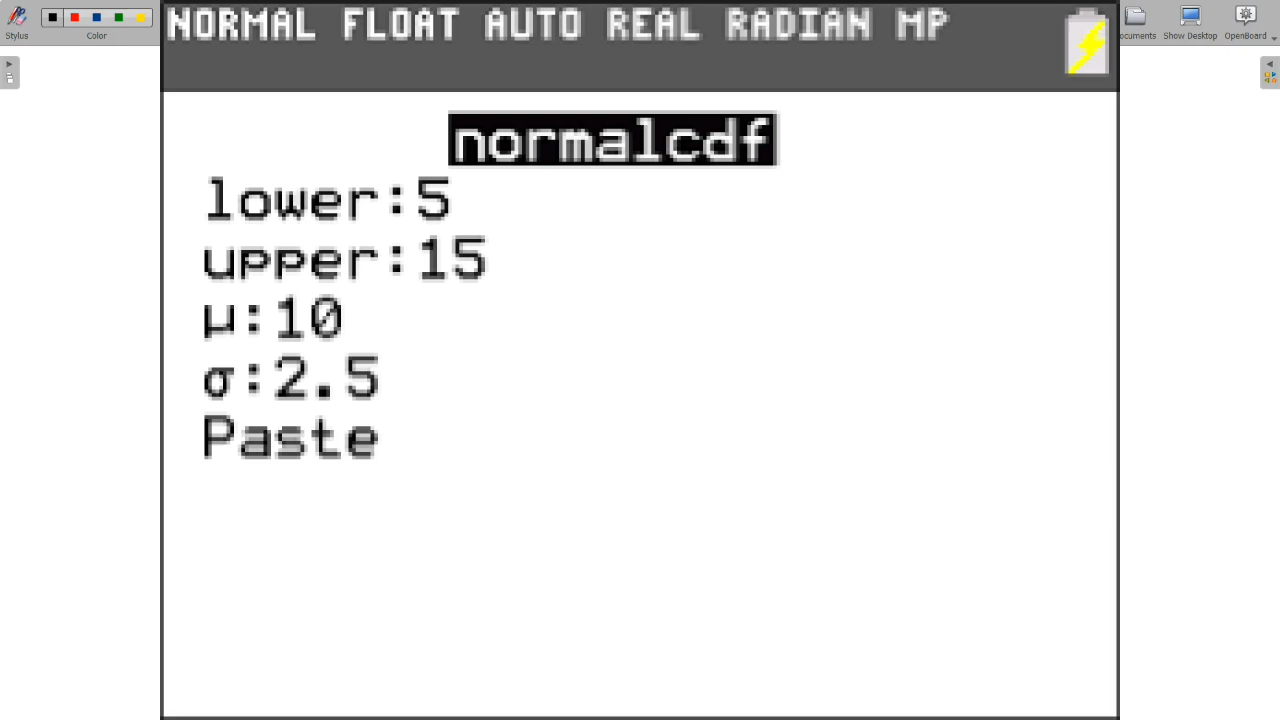 NORMAL FLOAT AUTO REAL RADIAN MP
Stylus
Color
ocuments
Show Desktop
OpenBoard
normalcdf
lower:5
upper:15
μ:10
σ:2.5
Paste